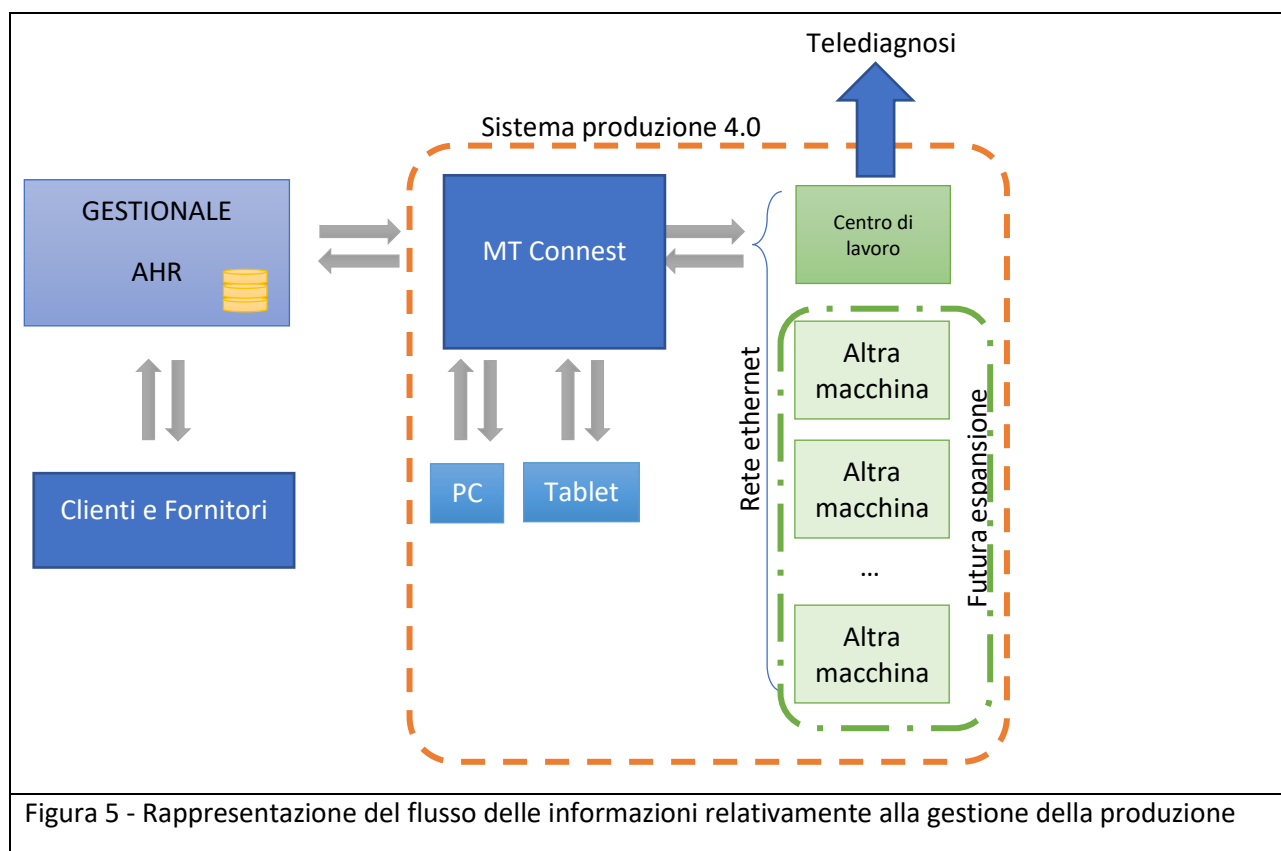 Telediagnosi
Sistema produzione 4.0
GESTIONALE
AHR
MT Connest
Centro di
lavoro
Altra
macchina
Altra
macchina
...
Altra
macchina
Rete ethernet
Futura espansione
Clienti e Fornitori
PC
Tablet
Figura 5 - Rappresentazione del flusso delle informazioni relativamente alla gestione della produzione